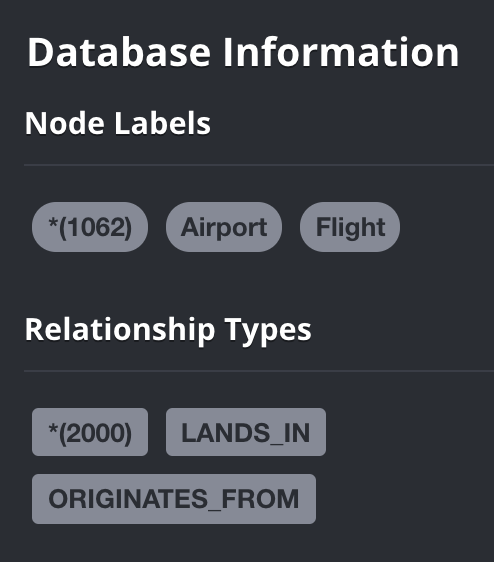 Database Information
Node Labels
*(1062) Airport Flight
Relationship Types
*(2000) LANDS_IN
ORIGINATES_FROM